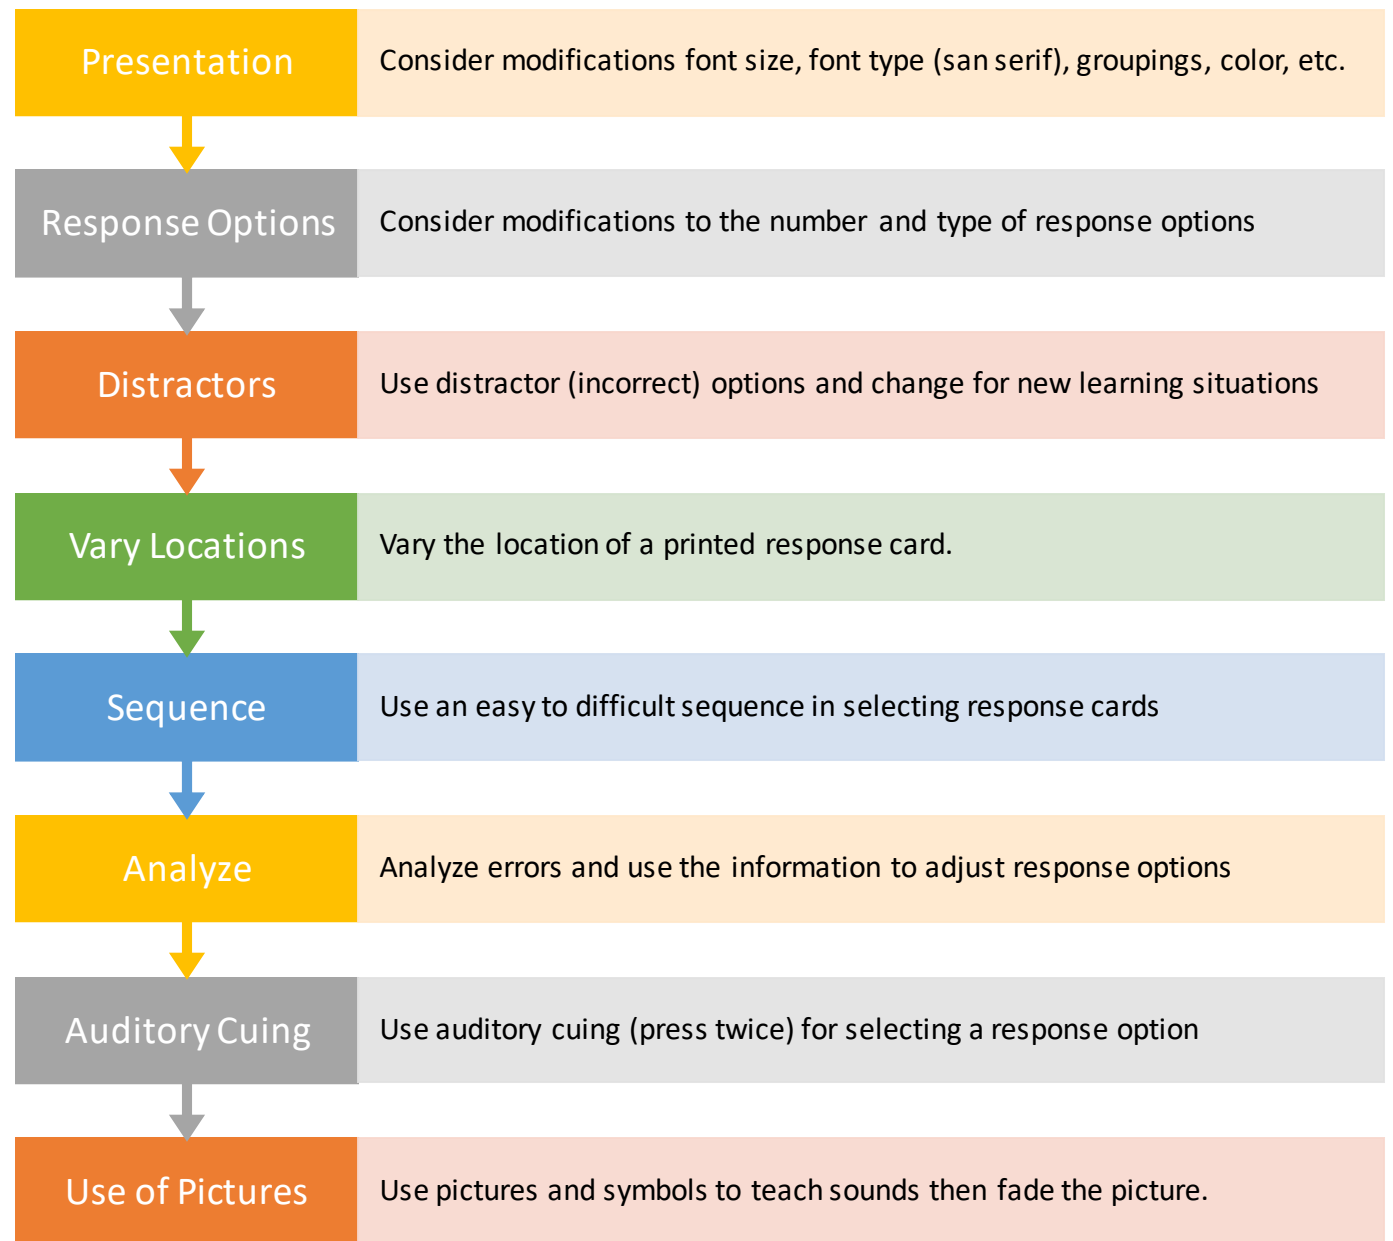 Presentation
Consider modifications font size, font type (san serif), groupings, color, etc.
Response Options
Consider modifications to the number and type of response options
Distractors
Use distractor (incorrect) options and change for new learning situations
Vary Locations
Vary the location of a printed response card.
Sequence
Use an easy to difficult sequence in selecting response cards
Analyze
Analyze errors and use the information to adjust response options
Auditory Cuing
Use auditory cuing (press twice) for selecting a response option
Use of Pictures
Use pictures and symbols to teach sounds then fade the picture.